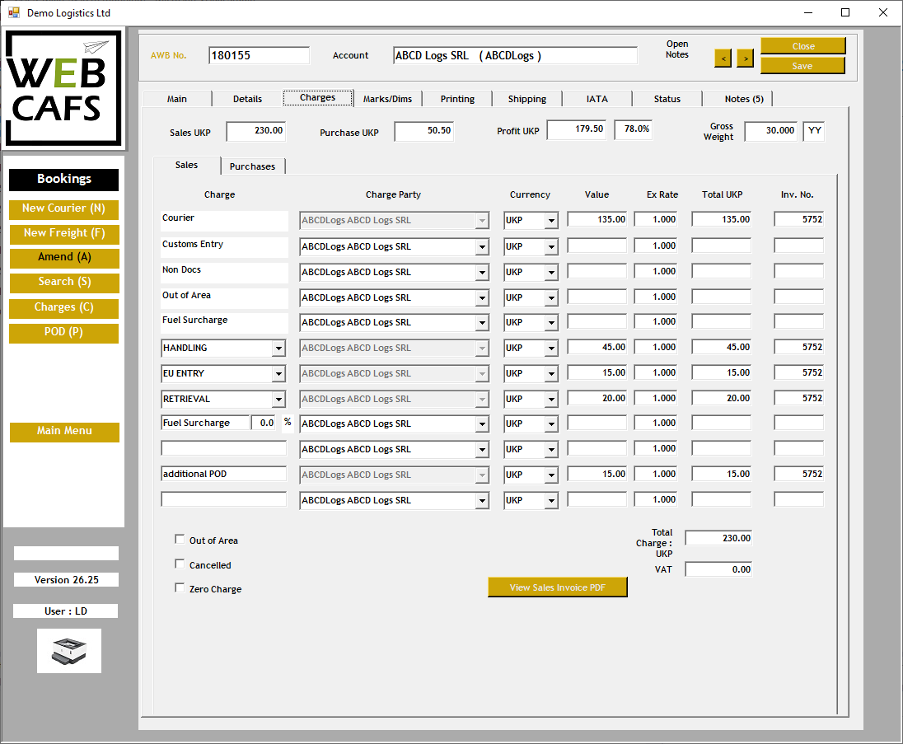 Demo Logistics Ltd
WEB
CAFS
AWB No. 180155 Account ABCD Logs SRL ( ABCDLogs ) Open Notes < > Close
Save
Main Details Charges Marks/Dims Printing Shipping IATA Status Notes (5)
Sales UKP 230.00 Purchase UKP 50.50 Profit UKP 179.50 78.0% Gross Weight 30.000 YY
Sales Purchases
Bookings
New Courier (N)
New Freight (F)
Amend (A)
Search (S)
Charges (C)
POD (P)
Main Menu
Version 26.25
User : LD
Charge Charge Party Currency Value Ex Rate Total UKP Inv. No.
Courier ABCDLogs ABCD Logs SRL UKP 135.00 1.000 135.00 5752
Customs Entry ABCDLogs ABCD Logs SRL UKP 1.000
Non Docs ABCDLogs ABCD Logs SRL UKP 1.000
Out of Area ABCDLogs ABCD Logs SRL UKP 1.000
Fuel Surcharge ABCDLogs ABCD Logs SRL UKP 1.000
HANDLING ABCDLogs ABCD Logs SRL UKP 45.00 1.000 45.00 5752
EU ENTRY ABCDLogs ABCD Logs SRL UKP 15.00 1.000 15.00 5752
RETRIEVAL ABCDLogs ABCD Logs SRL UKP 20.00 1.000 20.00 5752
Fuel Surcharge 0.0 % ABCDLogs ABCD Logs SRL UKP 1.000
ABCDLogs ABCD Logs SRL UKP 1.000
additional POD ABCDLogs ABCD Logs SRL UKP 15.00 1.000 15.00 5752
ABCDLogs ABCD Logs SRL UKP 1.000
Out of Area
Cancelled
Zero Charge
Total Charge : UKP 230.00
VAT 0.00
View Sales Invoice PDF